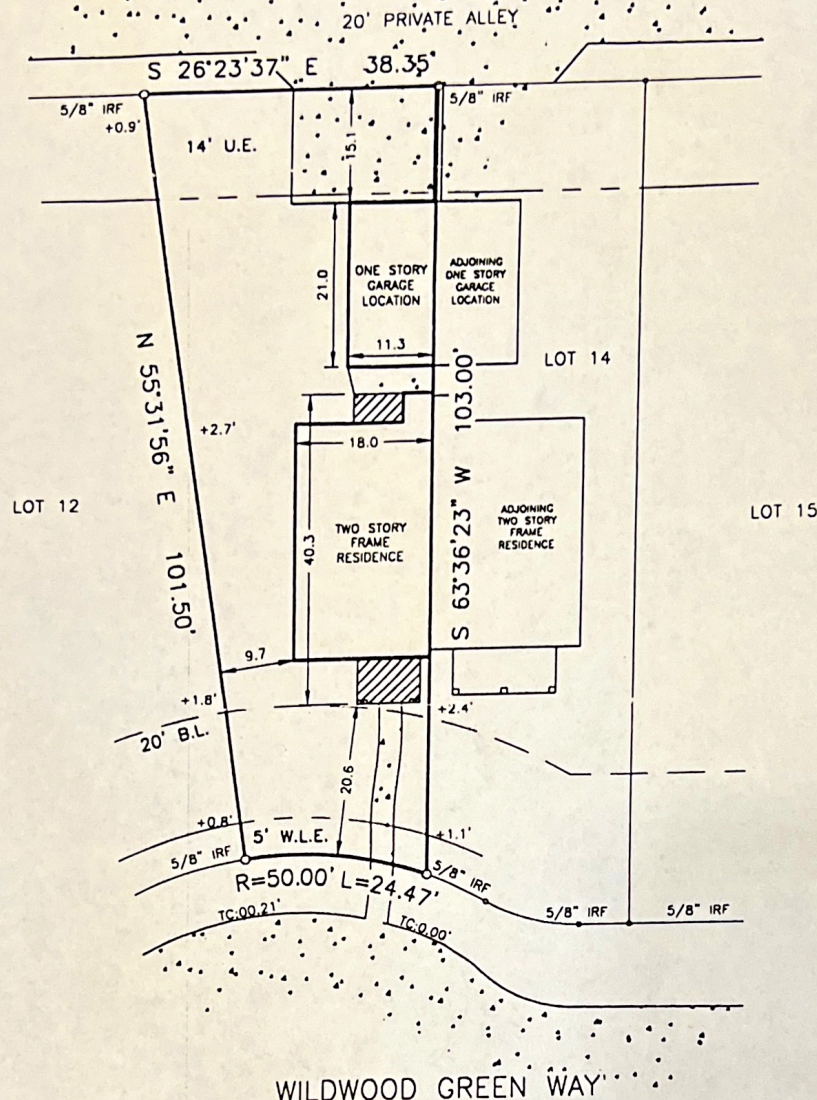 20' PRIVATE ALLEY
S 26°23'37" E 38.35'
5/8" IRF
+0.9'
5/8" IRF
14' U.E.
15.1
21.0
ONE STORY
GARAGE
LOCATION
ADJOINING
ONE STORY
GARAGE
LOCATION
11.3
LOT 14
N 55°31'56" E 101.50'
+2.7'
18.0
S 63°36'23" W 103.00'
LOT 12
LOT 15
40.3
TWO STORY
FRAME
RESIDENCE
ADJOINING
TWO STORY
FRAME
RESIDENCE
9.7
+1.8'
+2.4'
20' B.L.
20.6
+0.8'
5' W.L.E.
+1.1'
5/8" IRF
5/8" IRF
R=50.00' L=24.47'
5/8" IRF
5/8" IRF
TC:00.21'
TC:0.00'
WILDWOOD GREEN WAY